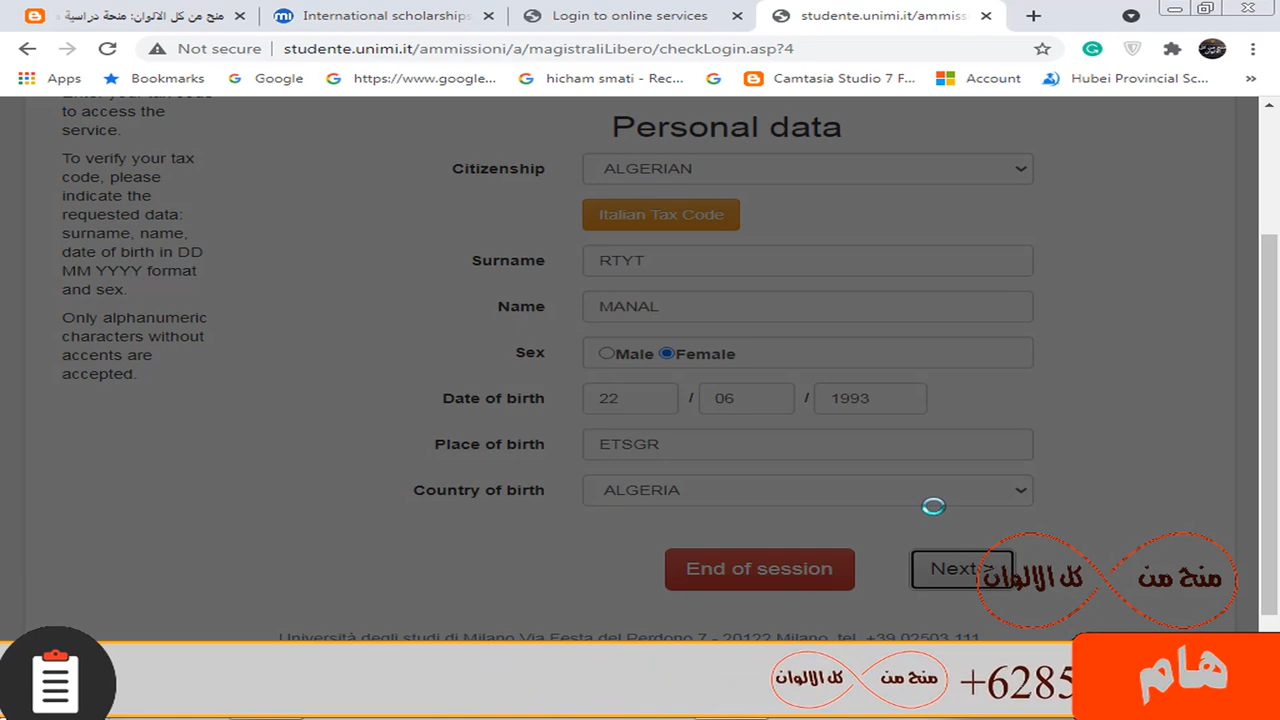 منح من كل الالوان: منحة دراسية
International scholarships
Login to online services
studente.unimi.it/ammiss
Not secure
studente.unimi.it/ammissioni/a/magistraliLibero/checkLogin.asp?4
Apps
Bookmarks
Google
https://www.google...
hicham smati - Rec...
Camtasia Studio 7 F...
Account
Hubei Provincial Sc...
»
to access the
service.
To verify your tax
code, please
indicate the
requested data:
surname, name,
date of birth in DD
MM YYYY format
and sex.
Only alphanumeric
characters without
accents are
accepted.
Personal data
Citizenship
ALGERIAN
Italian Tax Code
Surname
RTYT
Name
MANAL
Sex
Male Female
Date of birth
22 / 06 / 1993
Place of birth
ETSGR
Country of birth
ALGERIA
End of session
Next >
منح من كل الالوان
Università degli studi di Milano Via Festa del Perdono 7 - 20122 Milano, tel. +39 02503 111
منح من كل الالوان
+6285
هام